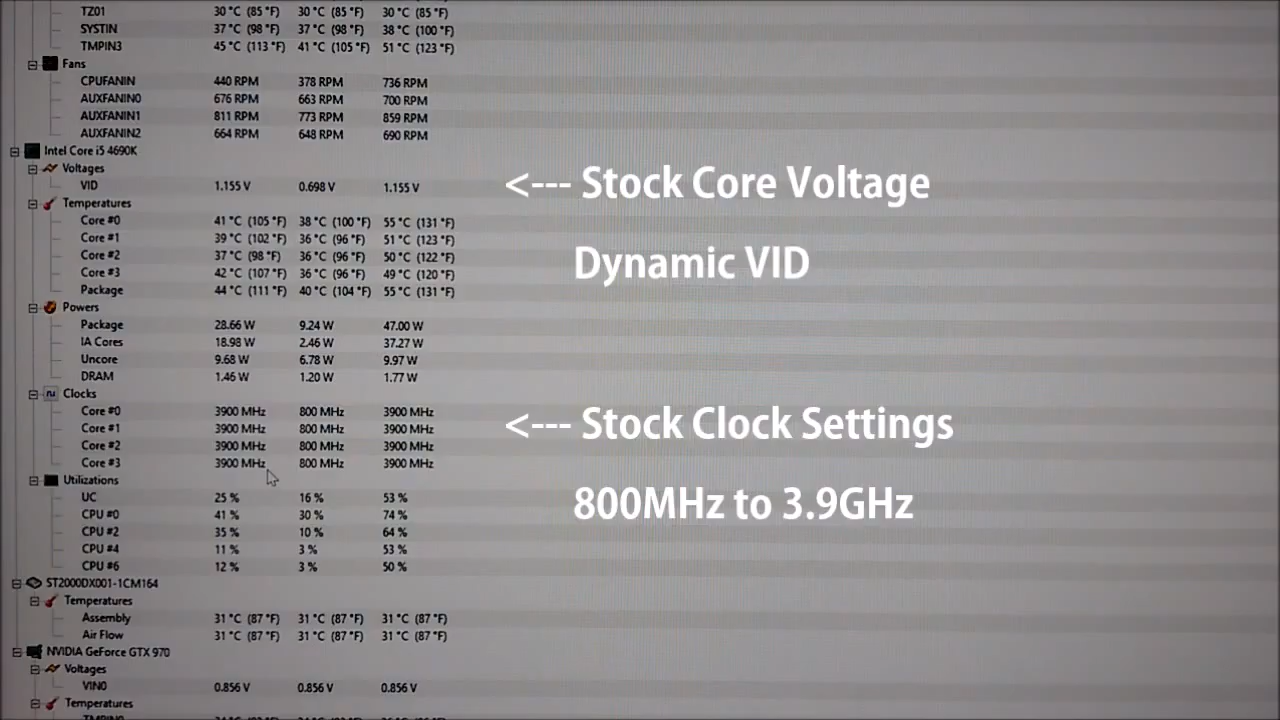 TZ01 30 °C (85 °F) 30 °C (85 °F) 30 °C (85 °F)
SYSTIN 37 °C (98 °F) 37 °C (98 °F) 38 °C (100 °F)
TMPIN3 45 °C (113 °F) 41 °C (105 °F) 51 °C (123 °F)
Fans
CPUFANIN 440 RPM 378 RPM 736 RPM
AUXFANIN0 676 RPM 663 RPM 700 RPM
AUXFANIN1 811 RPM 773 RPM 859 RPM
AUXFANIN2 664 RPM 648 RPM 690 RPM
Intel Core i5 4690K
Voltages
VID 1.155 V 0.698 V 1.155 V <--- Stock Core Voltage
Temperatures
Core #0 41 °C (105 °F) 38 °C (100 °F) 55 °C (131 °F)
Core #1 39 °C (102 °F) 36 °C (96 °F) 51 °C (123 °F)
Core #2 37 °C (98 °F) 36 °C (96 °F) 50 °C (122 °F) Dynamic VID
Core #3 42 °C (107 °F) 36 °C (96 °F) 49 °C (120 °F)
Package 44 °C (111 °F) 40 °C (104 °F) 55 °C (131 °F)
Powers
Package 28.66 W 9.24 W 47.00 W
IA Cores 18.98 W 2.46 W 37.27 W
Uncore 9.68 W 6.78 W 9.97 W
DRAM 1.46 W 1.20 W 1.77 W
Clocks
Core #0 3900 MHz 800 MHz 3900 MHz
Core #1 3900 MHz 800 MHz 3900 MHz <--- Stock Clock Settings
Core #2 3900 MHz 800 MHz 3900 MHz
Core #3 3900 MHz 800 MHz 3900 MHz
Utilizations
UC 25 % 16 % 53 % 800MHz to 3.9GHz
CPU #0 41 % 30 % 74 %
CPU #2 35 % 10 % 64 %
CPU #4 11 % 3 % 53 %
CPU #6 12 % 3 % 50 %
ST2000DX001-1CM164
Temperatures
Assembly 31 °C (87 °F) 31 °C (87 °F) 31 °C (87 °F)
Air Flow 31 °C (87 °F) 31 °C (87 °F) 31 °C (87 °F)
NVIDIA GeForce GTX 970
Voltages
VIN0 0.856 V 0.856 V 0.856 V
Temperatures